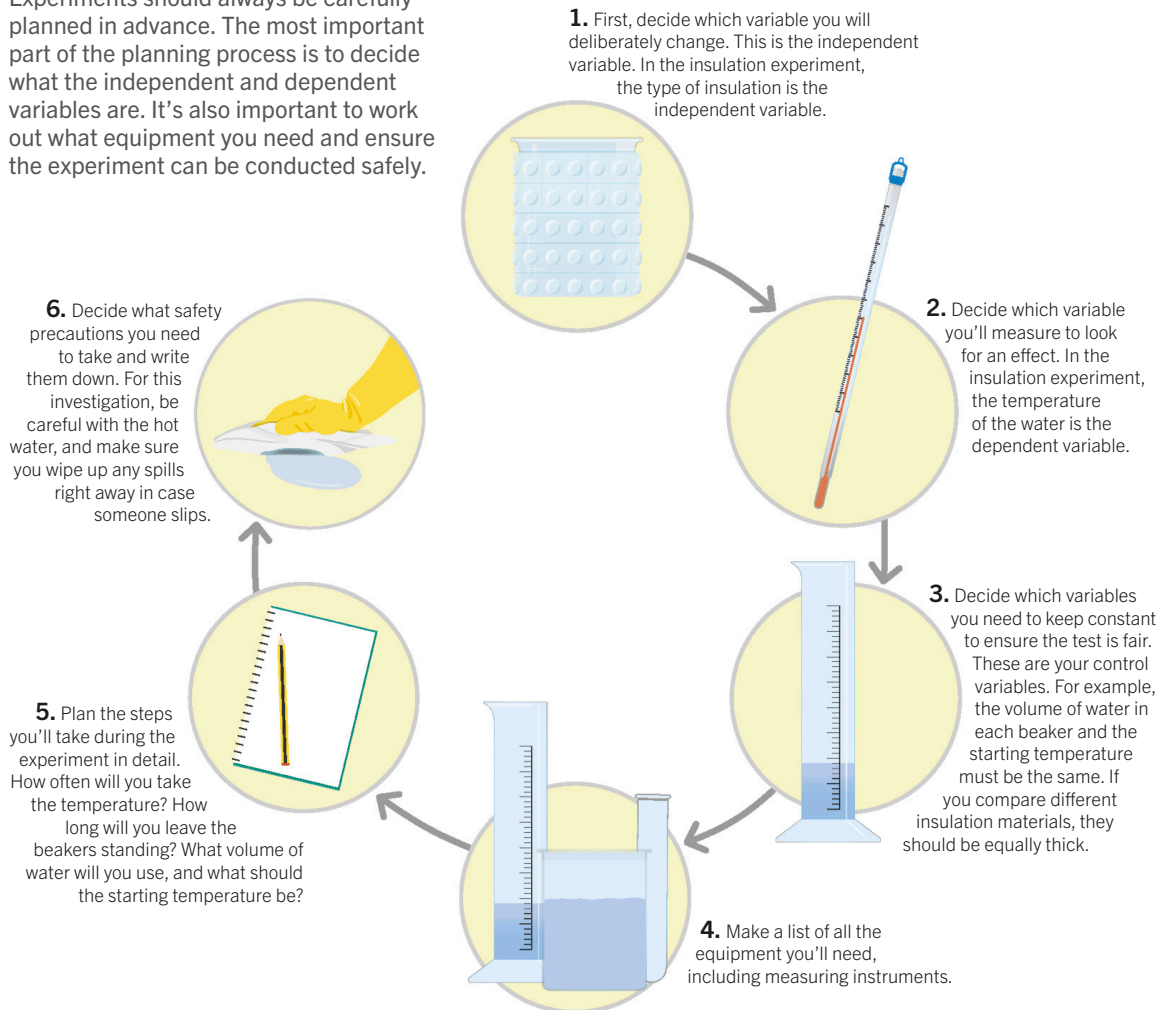 Experiments should always be carefully
planned in advance. The most important
part of the planning process is to decide
what the independent and dependent
variables are. It’s also important to work
out what equipment you need and ensure
the experiment can be conducted safely.
1. First, decide which variable you will
deliberately change. This is the independent
variable. In the insulation experiment,
the type of insulation is the
independent variable.
2. Decide which variable
you’ll measure to look
for an effect. In the
insulation experiment,
the temperature
of the water is the
dependent variable.
3. Decide which variables
you need to keep constant
to ensure the test is fair.
These are your control
variables. For example,
the volume of water in
each beaker and the
starting temperature
must be the same. If
you compare different
insulation materials, they
should be equally thick.
4. Make a list of all the
equipment you’ll need,
including measuring instruments.
5. Plan the steps
you’ll take during the
experiment in detail.
How often will you take
the temperature? How
long will you leave the
beakers standing? What volume of
water will you use, and what should
the starting temperature be?
6. Decide what safety
precautions you need
to take and write
them down. For this
investigation, be
careful with the hot
water, and make sure
you wipe up any spills
right away in case
someone slips.